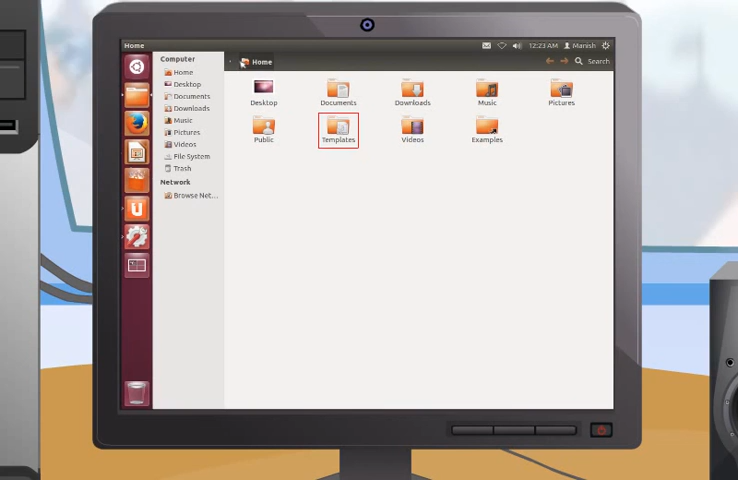 Home
12:23 AM Manish
Computer
Home
Desktop
Documents
Downloads
Music
Pictures
Videos
File System
Trash
Network
Browse Net...
Home
Search
Desktop Documents Downloads Music Pictures
Public Templates Videos Examples